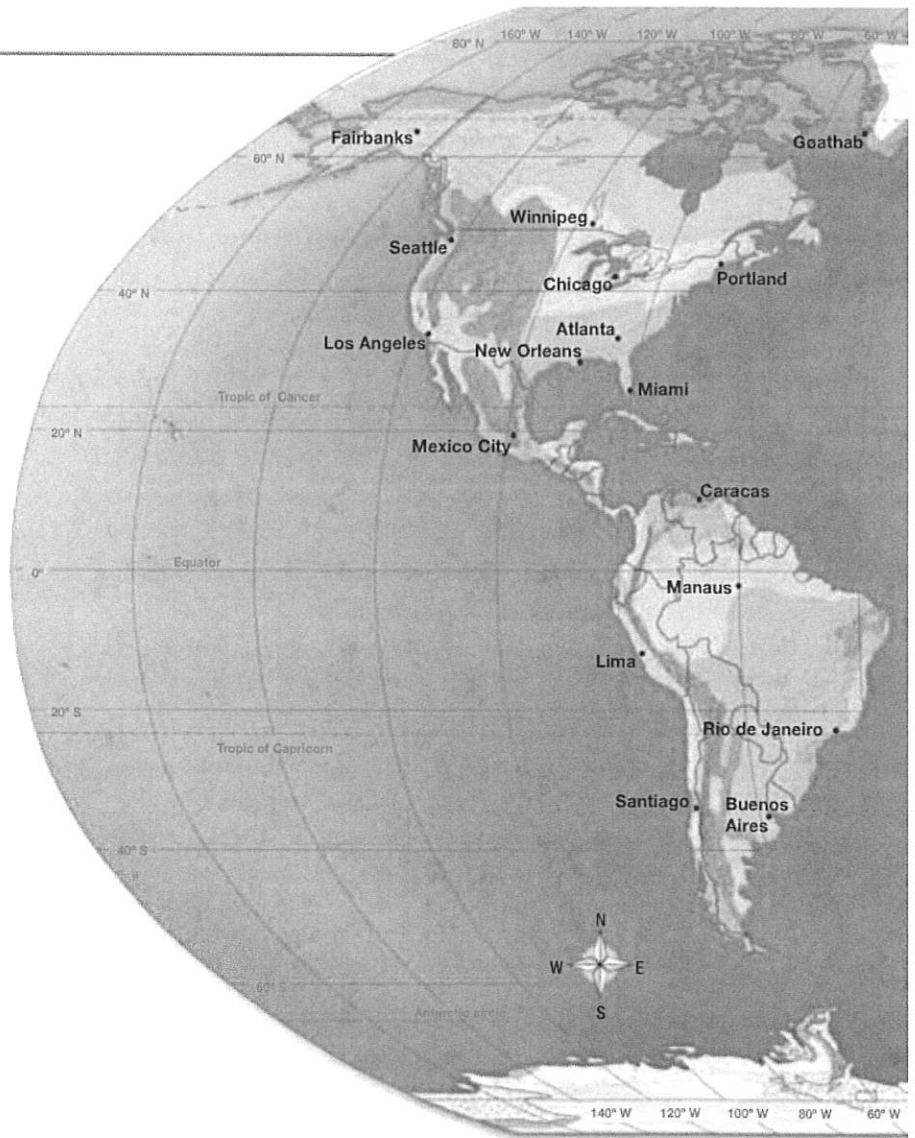 80° N 160° W 140° W 120° W 100° W 80° W 60° W
Fairbanks
Gøathab
60° N
Winnipeg
Seattle
Chicago
Portland
40° N
Atlanta
Los Angeles
New Orleans
Miami
Tropic of Cancer
20° N
Mexico City
Caracas
Equator
0°
Manaus
Lima
20° S
Rio de Janeiro
Tropic of Capricorn
Santiago
Buenos
Aires
40° S
N
W E
S
60° S
Antarctic circle
140° W 120° W 100° W 80° W 60° W